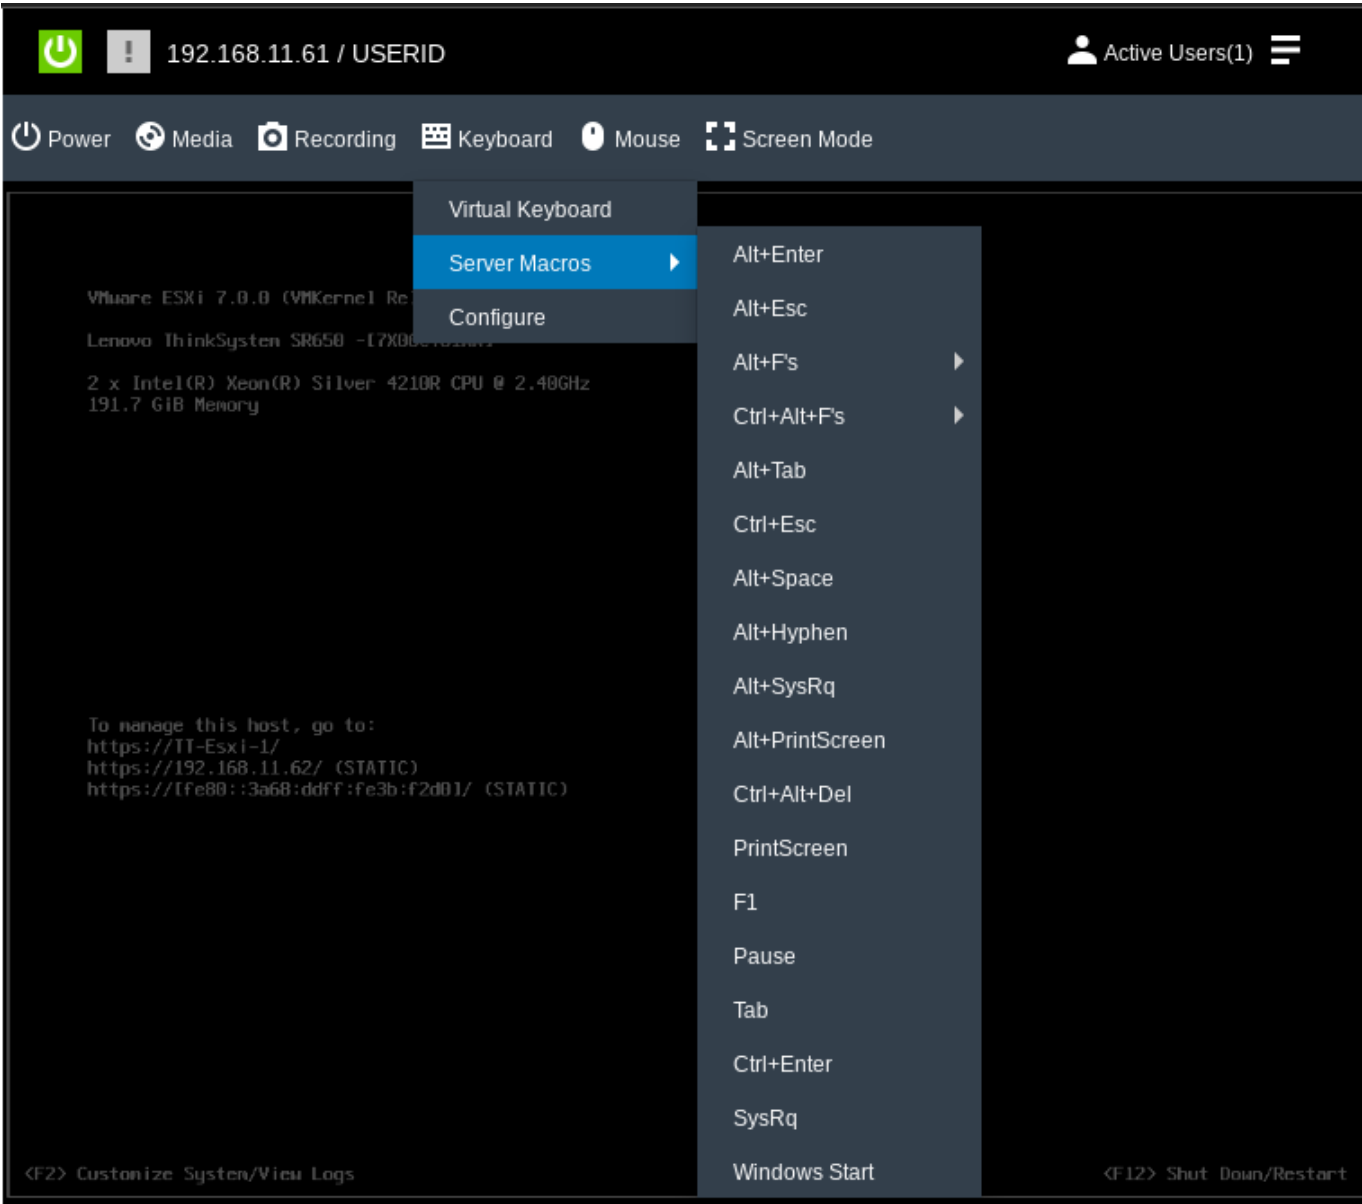 192.168.11.61 / USERID
Active Users(1)
Power Media Recording Keyboard Mouse Screen Mode
Virtual Keyboard
Server Macros
Configure
Alt+Enter
Alt+Esc
Alt+F's
Ctrl+Alt+F's
Alt+Tab
Ctrl+Esc
Alt+Space
Alt+Hyphen
Alt+SysRq
Alt+PrintScreen
Ctrl+Alt+Del
PrintScreen
F1
Pause
Tab
Ctrl+Enter
SysRq
Windows Start
VMware ESXi 7.0.0 (VMKernel Re
Lenovo ThinkSystem SR650
2 x Intel(R) Xeon(R) Silver 4210R CPU @ 2.40GHz
191.7 GiB Memory
To manage this host, go to:
https://TT-Esxi-1/
https://192.168.11.62/ (STATIC)
https://[fe80::3a68:ddff:fe3b:f2d0]/ (STATIC)
<F2> Customize System/View Logs
<F12> Shut Down/Restart